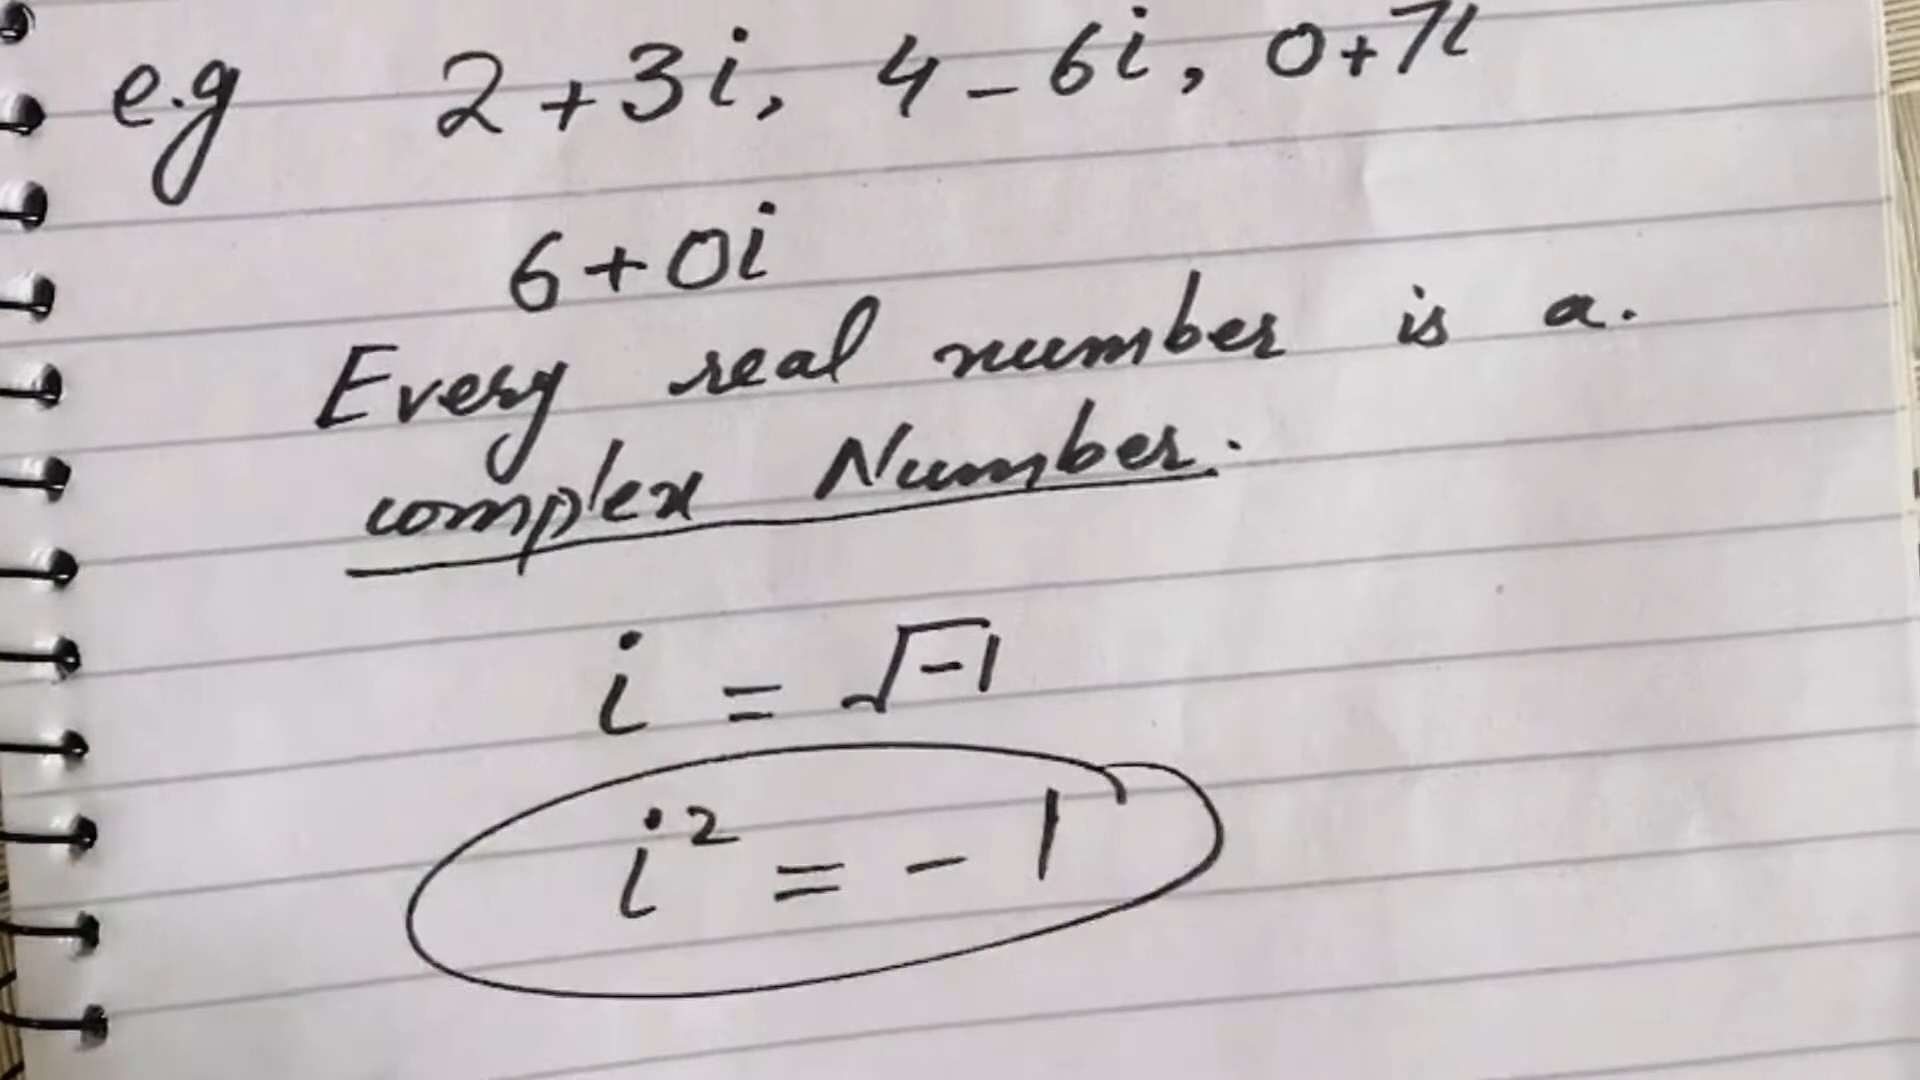 e.g 2+3i, 4-6i, 0+7i
6+0i
Every real number is a.
complex Number.
i = √-1
i² = -1